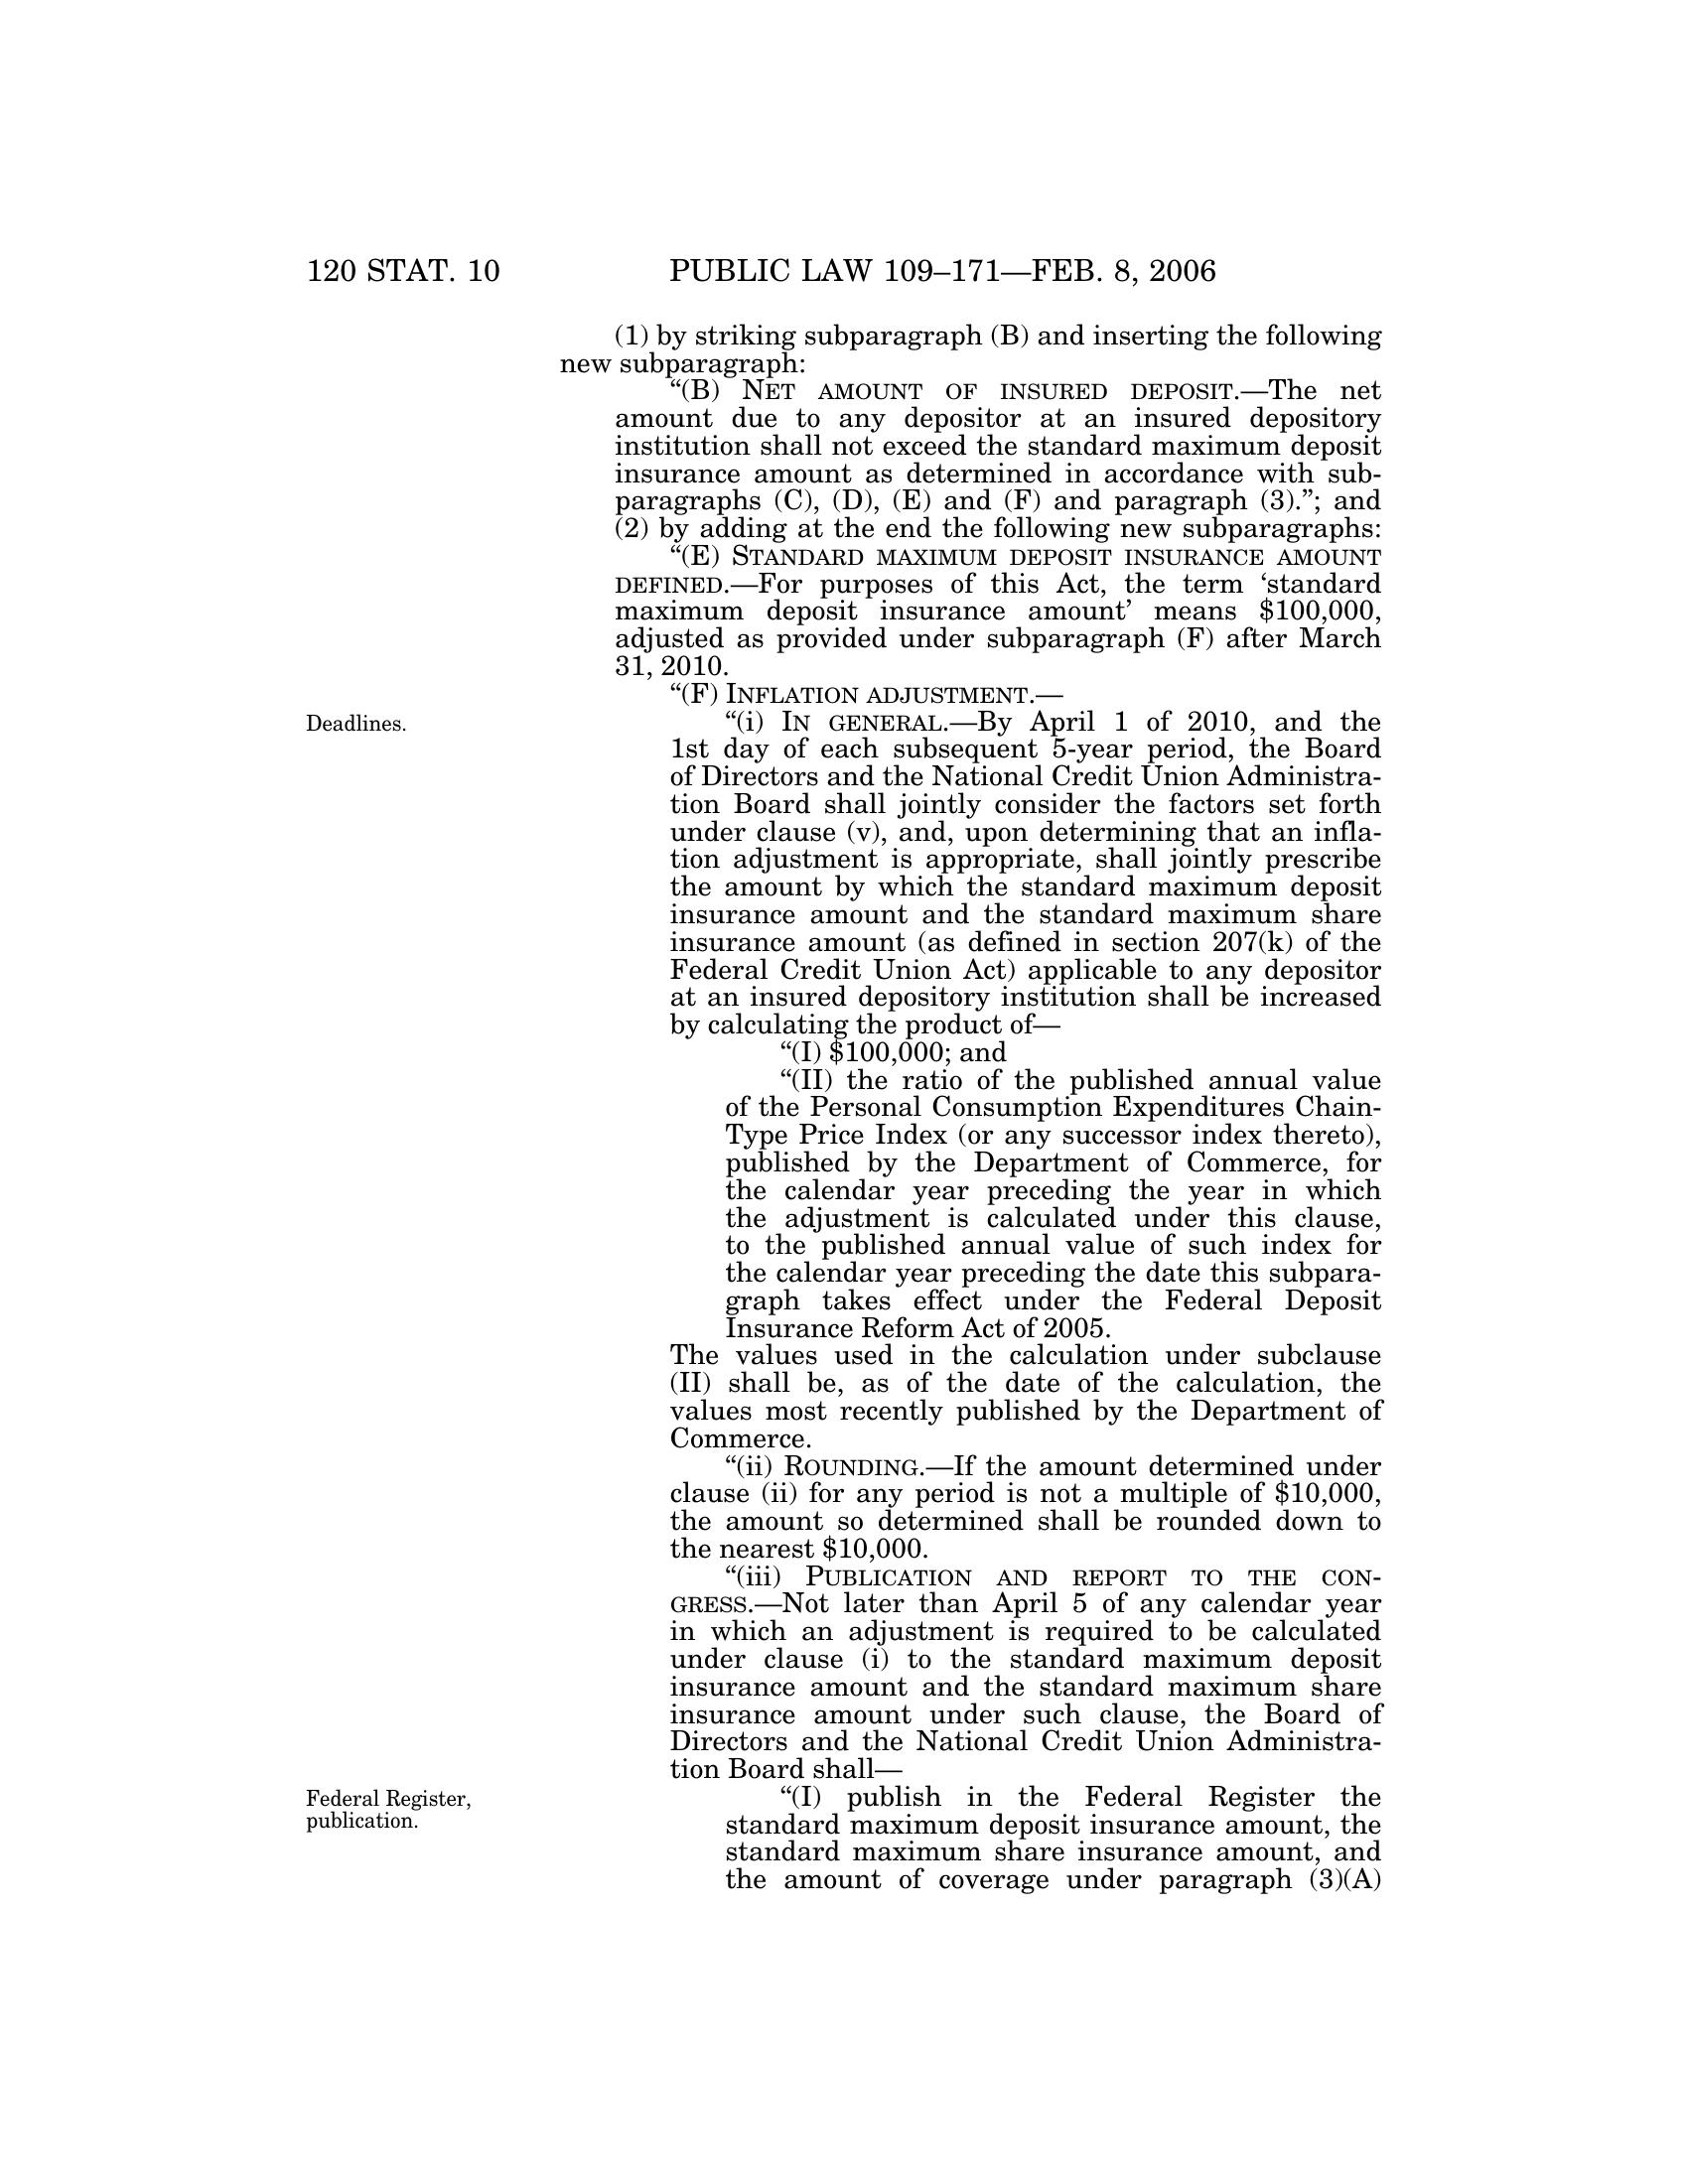 120 STAT. 10 PUBLIC LAW 109–171—FEB. 8, 2006
(1) by striking subparagraph (B) and inserting the following
new subparagraph:
“(B) NET AMOUNT OF INSURED DEPOSIT.—The net
amount due to any depositor at an insured depository
institution shall not exceed the standard maximum deposit
insurance amount as determined in accordance with sub-
paragraphs (C), (D), (E) and (F) and paragraph (3).”; and
(2) by adding at the end the following new subparagraphs:
“(E) STANDARD MAXIMUM DEPOSIT INSURANCE AMOUNT
DEFINED.—For purposes of this Act, the term ‘standard
maximum deposit insurance amount’ means $100,000,
adjusted as provided under subparagraph (F) after March
31, 2010.
“(F) INFLATION ADJUSTMENT.—
Deadlines.
“(i) IN GENERAL.—By April 1 of 2010, and the
1st day of each subsequent 5-year period, the Board
of Directors and the National Credit Union Administra-
tion Board shall jointly consider the factors set forth
under clause (v), and, upon determining that an infla-
tion adjustment is appropriate, shall jointly prescribe
the amount by which the standard maximum deposit
insurance amount and the standard maximum share
insurance amount (as defined in section 207(k) of the
Federal Credit Union Act) applicable to any depositor
at an insured depository institution shall be increased
by calculating the product of—
“(I) $100,000; and
“(II) the ratio of the published annual value
of the Personal Consumption Expenditures Chain-
Type Price Index (or any successor index thereto),
published by the Department of Commerce, for
the calendar year preceding the year in which
the adjustment is calculated under this clause,
to the published annual value of such index for
the calendar year preceding the date this subpara-
graph takes effect under the Federal Deposit
Insurance Reform Act of 2005.
The values used in the calculation under subclause
(II) shall be, as of the date of the calculation, the
values most recently published by the Department of
Commerce.
“(ii) ROUNDING.—If the amount determined under
clause (ii) for any period is not a multiple of $10,000,
the amount so determined shall be rounded down to
the nearest $10,000.
“(iii) PUBLICATION AND REPORT TO THE CON-
GRESS.—Not later than April 5 of any calendar year
in which an adjustment is required to be calculated
under clause (i) to the standard maximum deposit
insurance amount and the standard maximum share
insurance amount under such clause, the Board of
Directors and the National Credit Union Administra-
tion Board shall—
Federal Register,
publication.
“(I) publish in the Federal Register the
standard maximum deposit insurance amount, the
standard maximum share insurance amount, and
the amount of coverage under paragraph (3)(A)